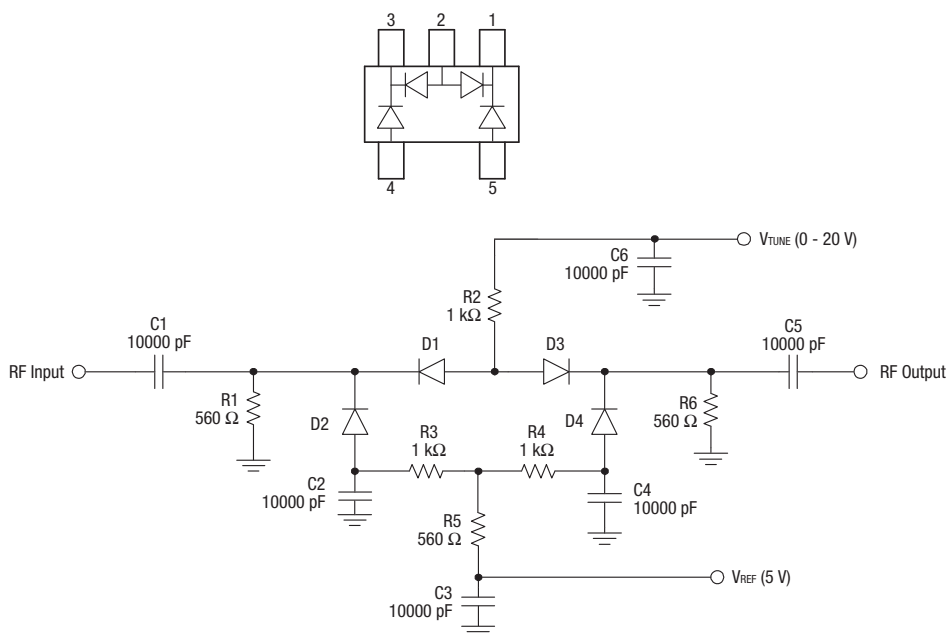 3 2 1
4 5
VTUNE (0 - 20 V)
C6
10000 pF
R2
1 kΩ
C1
10000 pF
D1
D3
C5
10000 pF
RF Input
RF Output
R1
560 Ω
D2
R3
1 kΩ
R4
1 kΩ
D4
R6
560 Ω
C2
10000 pF
C4
10000 pF
R5
560 Ω
VREF (5 V)
C3
10000 pF